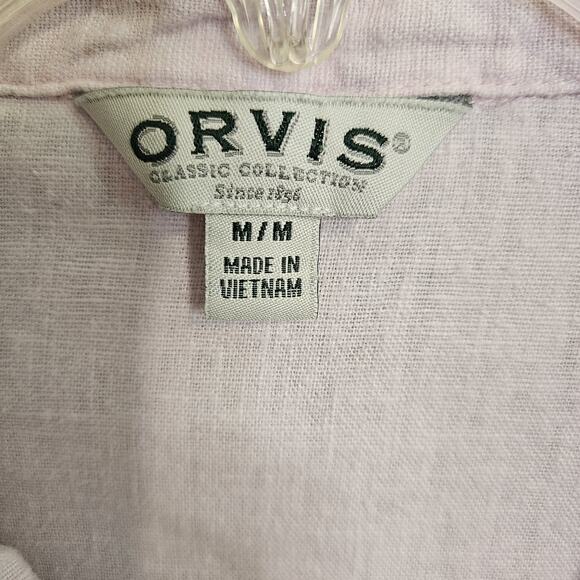 ORVIS®
CLASSIC COLLECTION
Since 1856
M/M
MADE IN
VIETNAM